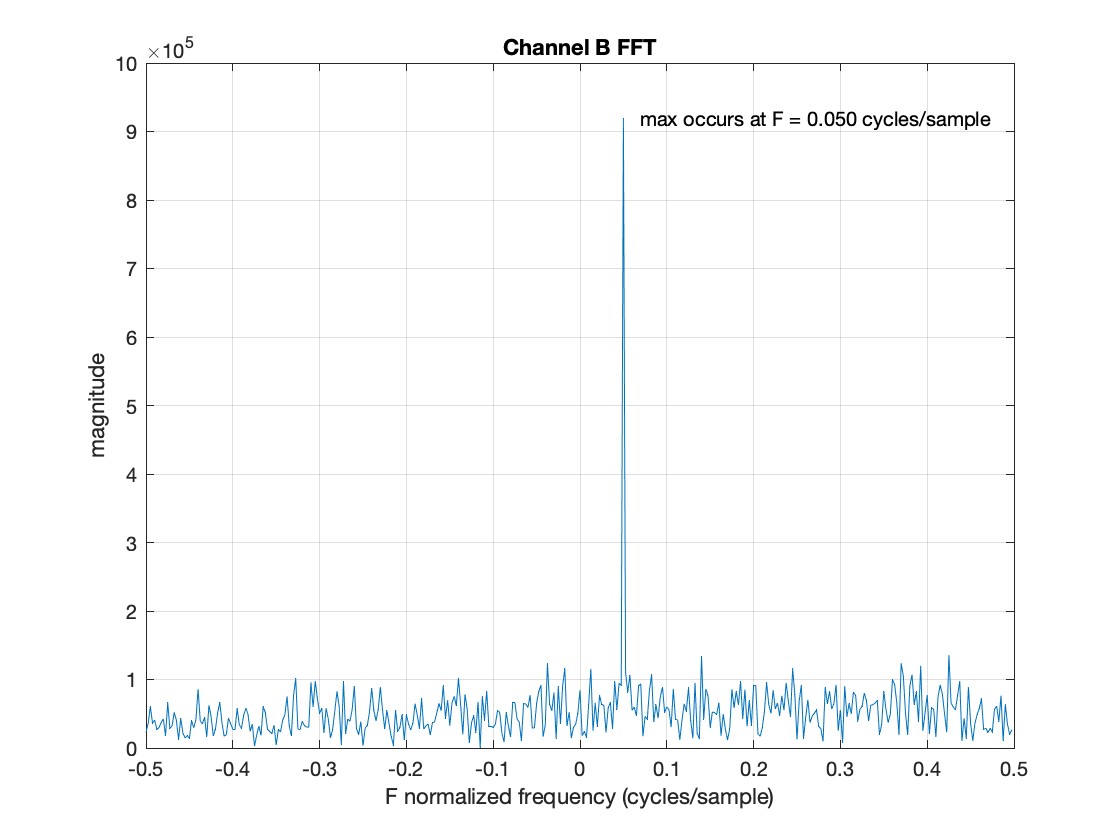 Channel B FFT
×10⁵
10
9
8
7
6
5
4
3
2
1
0
max occurs at F = 0.050 cycles/sample
magnitude
-0.5 -0.4 -0.3 -0.2 -0.1 0 0.1 0.2 0.3 0.4 0.5
F normalized frequency (cycles/sample)